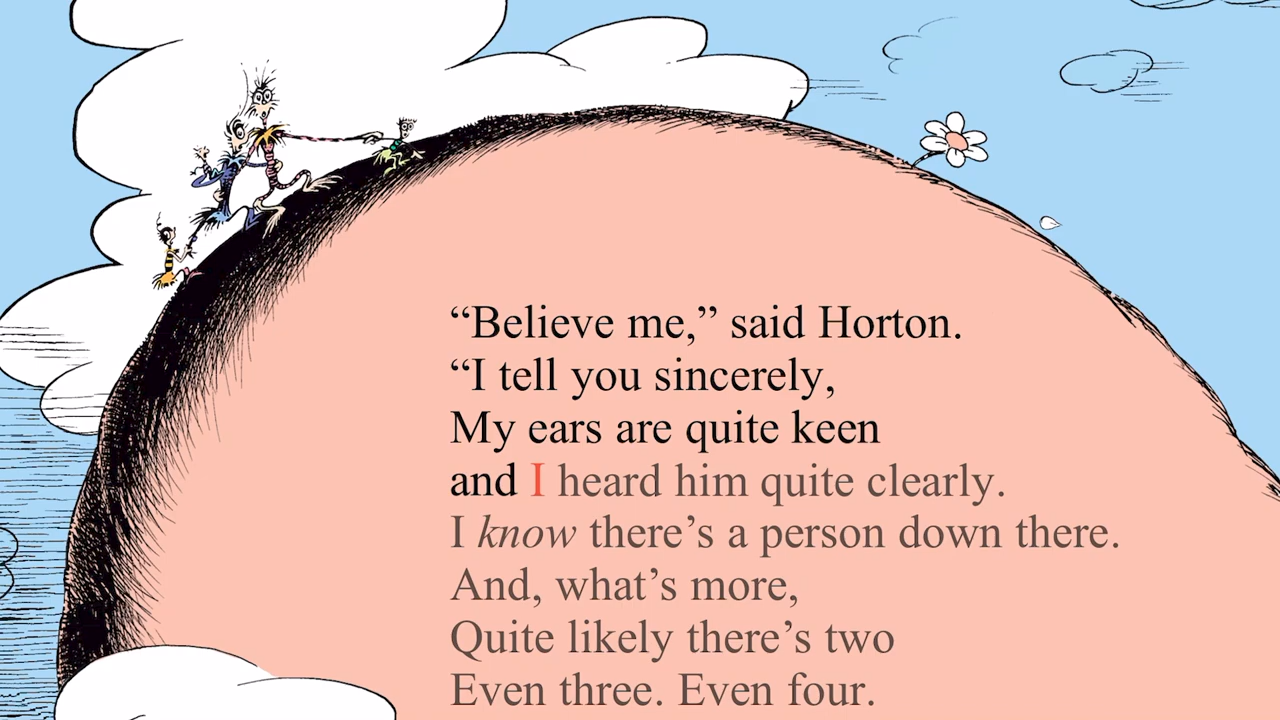 “Believe me,” said Horton.
“I tell you sincerely,
My ears are quite keen
and I heard him quite clearly.
I know there’s a person down there.
And, what’s more,
Quite likely there’s two
Even three. Even four.